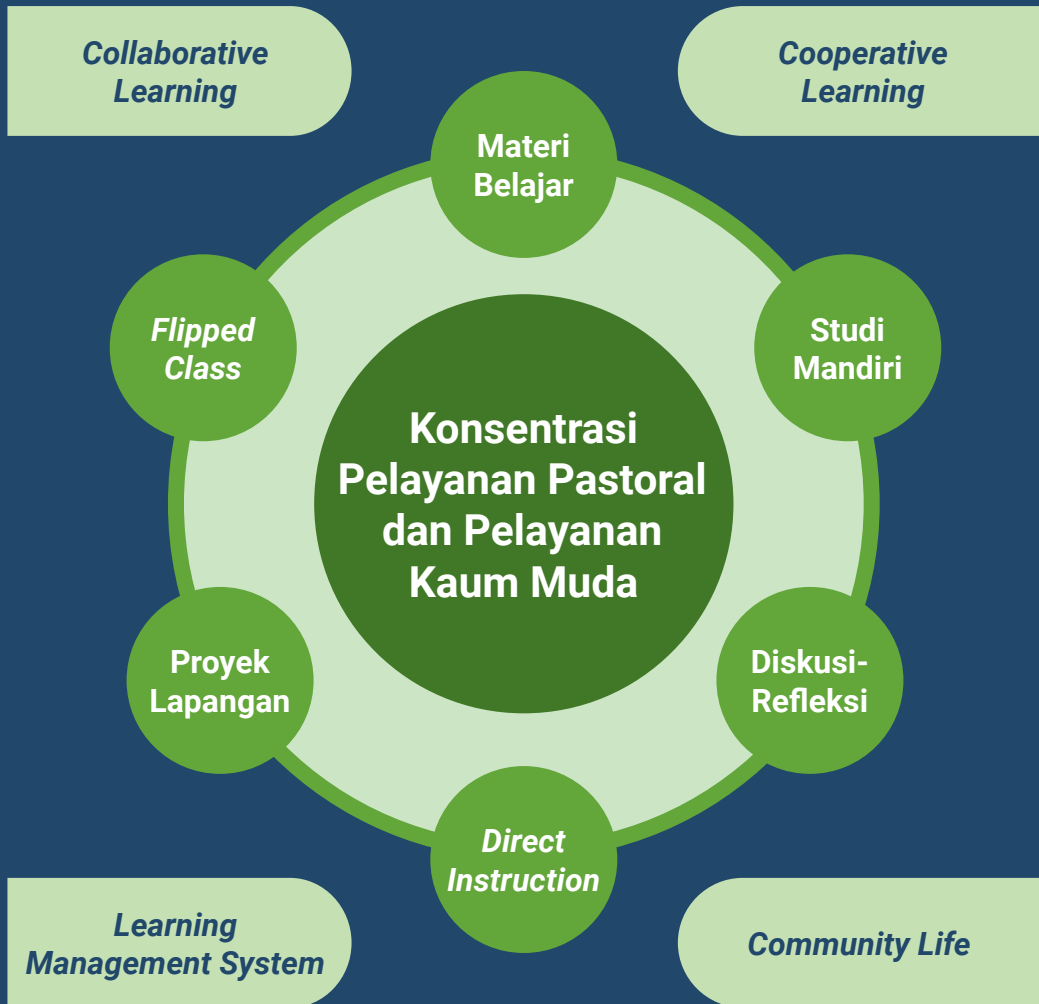 Collaborative
Learning
Cooperative
Learning
Materi
Belajar
Flipped
Class
Studi
Mandiri
Konsentrasi
Pelayanan Pastoral
dan Pelayanan
Kaum Muda
Proyek
Lapangan
Diskusi-
Refleksi
Direct
Instruction
Learning
Management System
Community Life